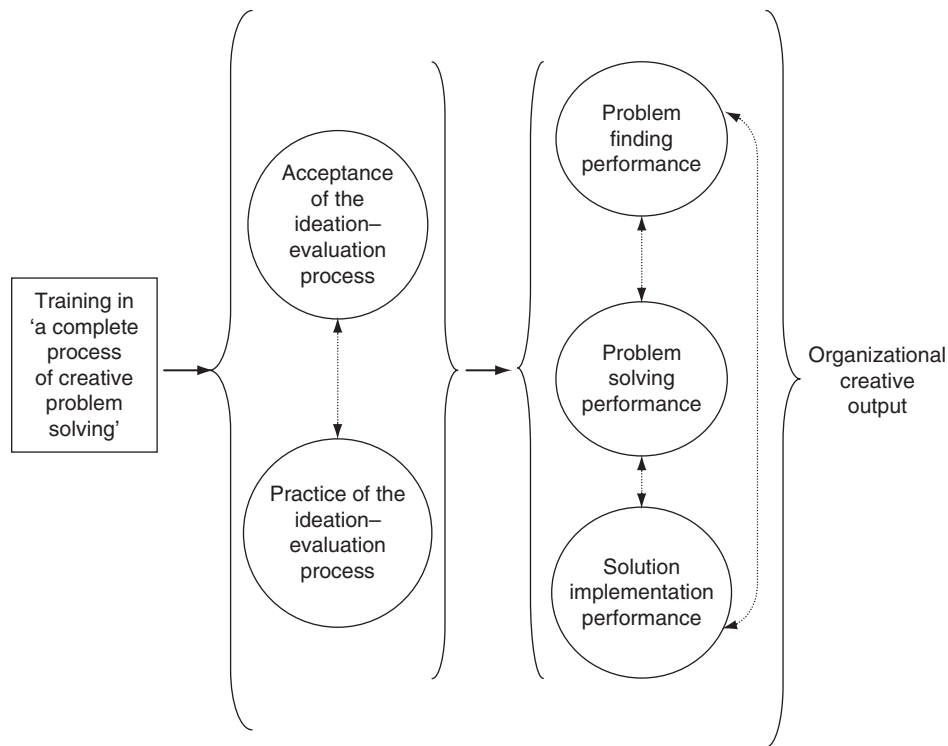 Training in
‘a complete
process
of creative
problem
solving’
Acceptance
of the
ideation–
evaluation
process
Practice of the
ideation–
evaluation
process
Problem
finding
performance
Problem
solving
performance
Solution
implementation
performance
Organizational
creative
output